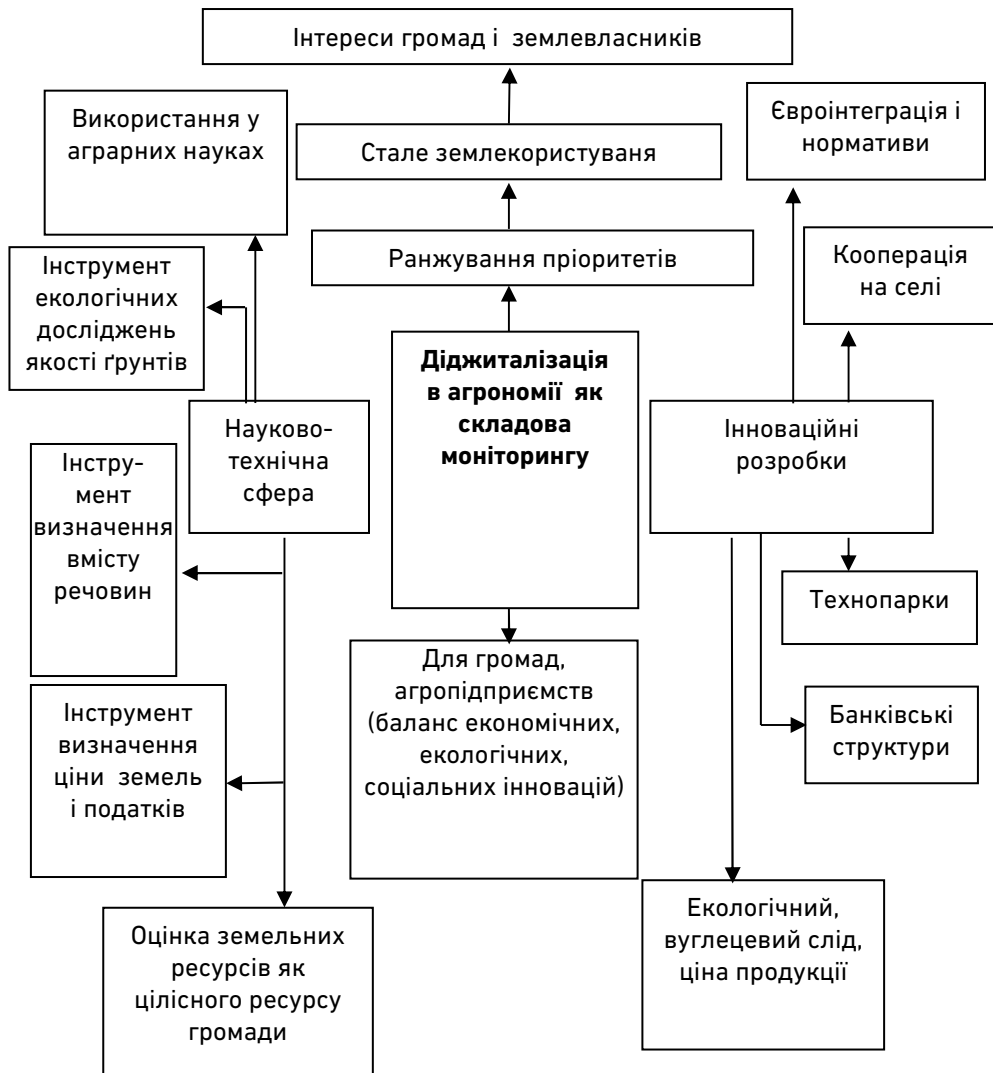 Інтереси громад і землевласників
Використання у
аграрних науках
Стале землекористуваня
Євроінтеграція і
нормативи
Ранжування пріоритетів
Кооперація
на селі
Інструмент
екологічних
досліджень
якості ґрунтів
Діджиталізація
в агрономії як
складова
моніторингу
Науково-
технічна
сфера
Інноваційні
розробки
Інстру-
мент
визначення
вмісту
речовин
Технопарки
Для громад,
агропідприємств
(баланс економічних,
екологічних,
соціальних інновацій)
Інструмент
визначення
ціни земель
і податків
Банківські
структури
Оцінка земельних
ресурсів як
цілісного ресурсу
громади
Екологічний,
вуглецевий слід,
ціна продукції